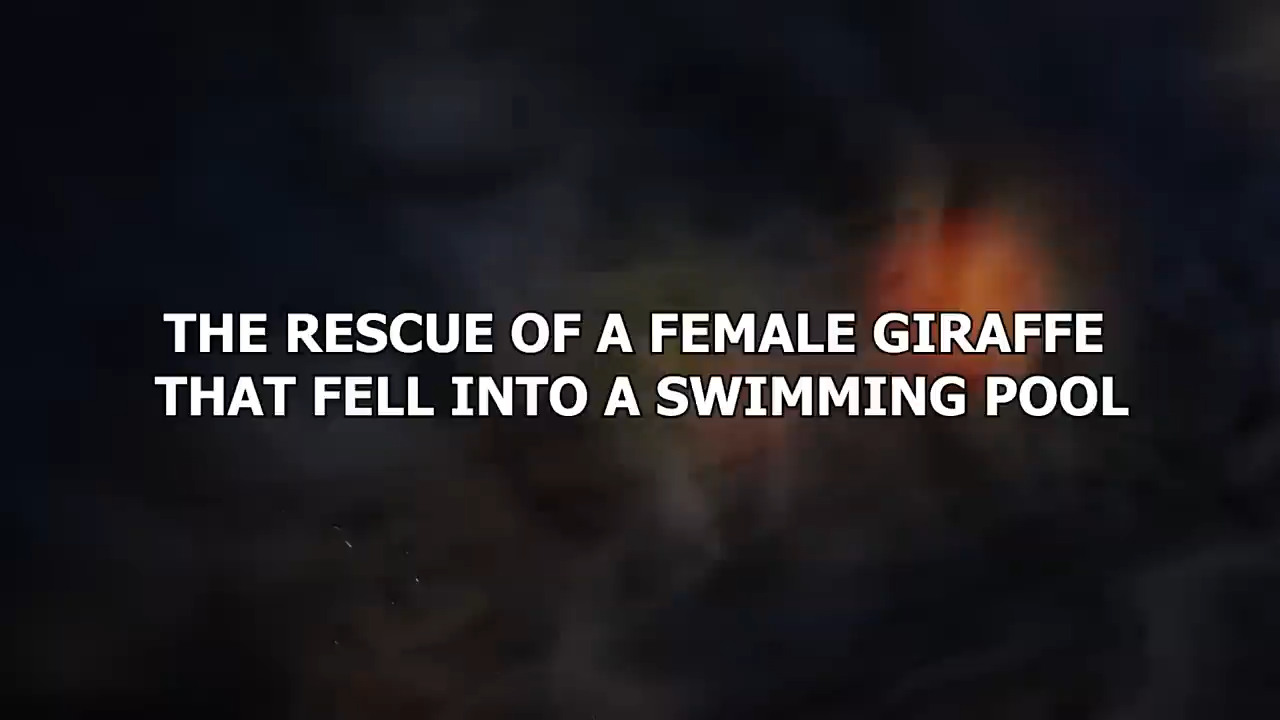 THE RESCUE OF A FEMALE GIRAFFE
THAT FELL INTO A SWIMMING POOL